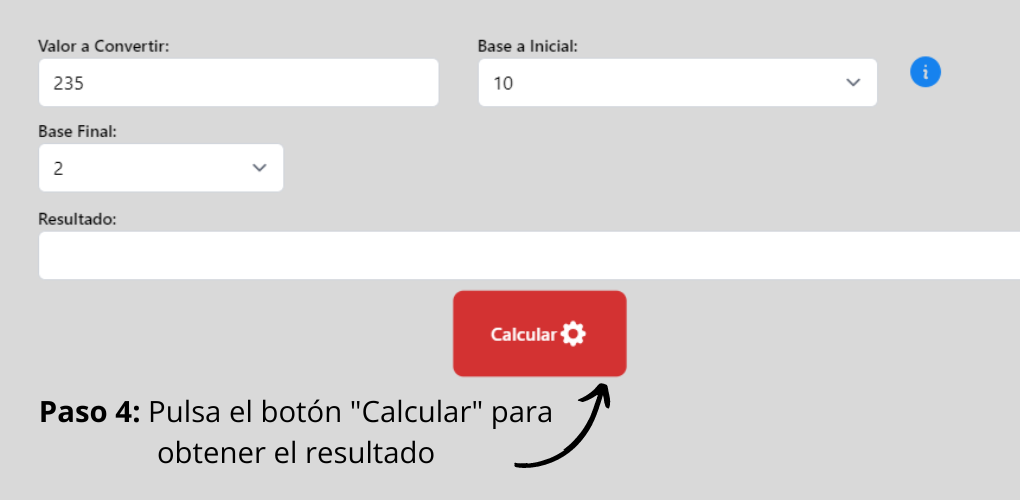 Valor a Convertir:
Base a Inicial:
235
10
i
Base Final:
2
Resultado:
Calcular
Paso 4: Pulsa el botón "Calcular" para
obtener el resultado